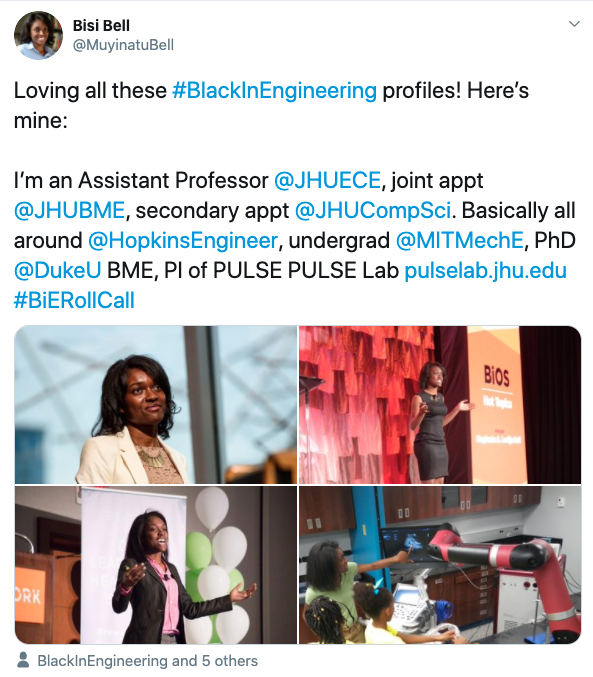 Bisi Bell
@MuyinatuBell
Loving all these #BlackInEngineering profiles! Here's
mine:
I'm an Assistant Professor @JHUECE, joint appt
@JHUBME, secondary appt @JHUCompSci. Basically all
around @HopkinsEngineer, undergrad @MITMechE, PhD
@DukeU BME, PI of PULSE PULSE Lab pulselab.jhu.edu
#BiERollCall
BiOS
Hot Topics
ORK
BlackInEngineering and 5 others